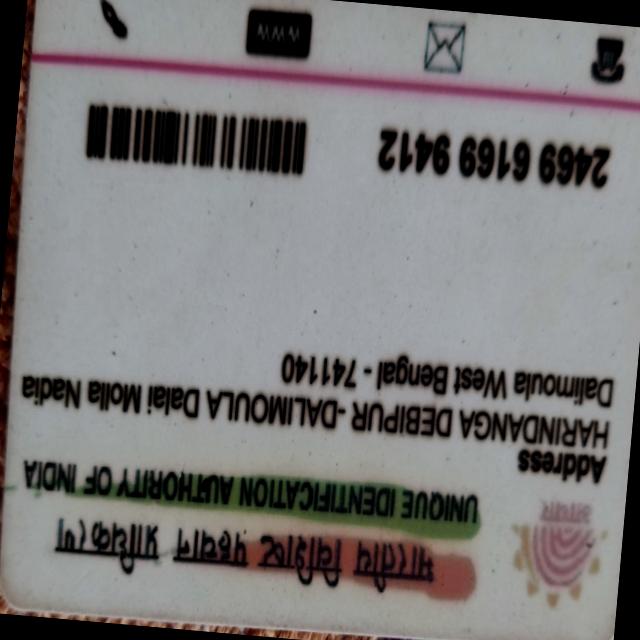 भारतीय विशिष्ट पहचान प्राधिकरण
UNIQUE IDENTIFICATION AUTHORITY OF INDIA
Address
HARINDANGA DEBIPUR -DALIMOULA Dalai Molla Nadia
Dalimoula West Bengal - 741140
2469 6169 9412
www